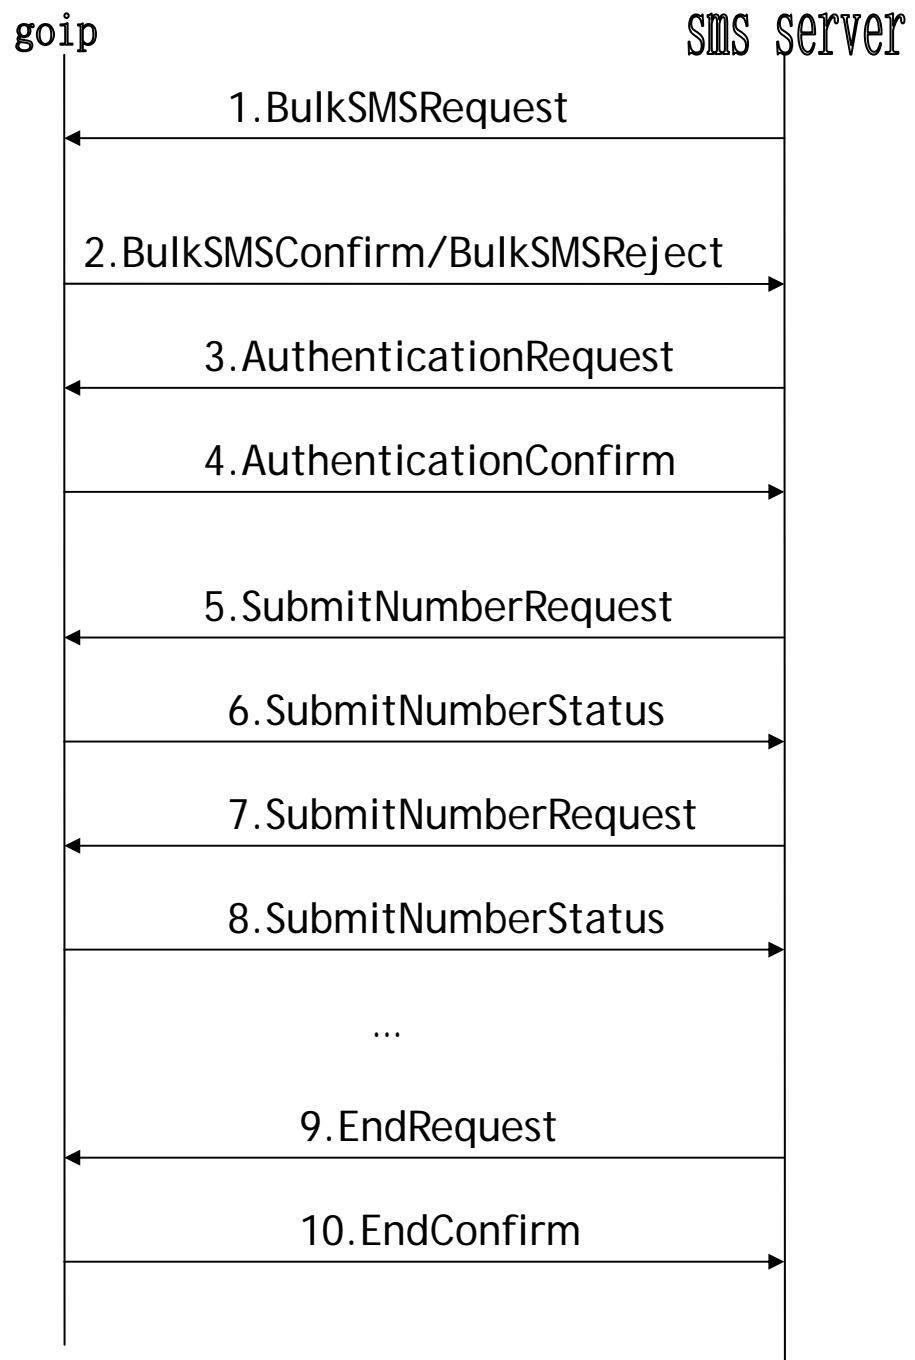 goip sms server
1.BulkSMSRequest
2.BulkSMSConfirm/BulkSMSReject
3.AuthenticationRequest
4.AuthenticationConfirm
5.SubmitNumberRequest
6.SubmitNumberStatus
7.SubmitNumberRequest
8.SubmitNumberStatus
...
9.EndRequest
10.EndConfirm